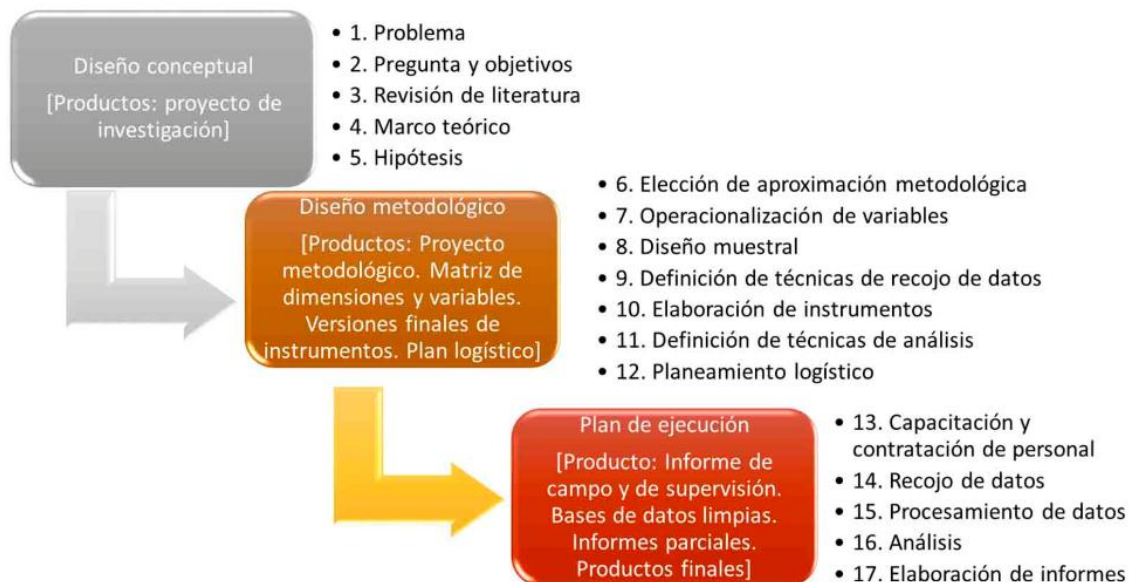 Diseño conceptual
[Productos: proyecto de
investigación]
• 1. Problema
• 2. Pregunta y objetivos
• 3. Revisión de literatura
• 4. Marco teórico
• 5. Hipótesis
Diseño metodológico
[Productos: Proyecto
metodológico. Matriz de
dimensiones y variables.
Versiones finales de
instrumentos. Plan logístico]
• 6. Elección de aproximación metodológica
• 7. Operacionalización de variables
• 8. Diseño muestral
• 9. Definición de técnicas de recojo de datos
• 10. Elaboración de instrumentos
• 11. Definición de técnicas de análisis
• 12. Planeamiento logístico
Plan de ejecución
[Producto: Informe de
campo y de supervisión.
Bases de datos limpias.
Informes parciales.
Productos finales]
• 13. Capacitación y
contratación de personal
• 14. Recojo de datos
• 15. Procesamiento de datos
• 16. Análisis
• 17. Elaboración de informes